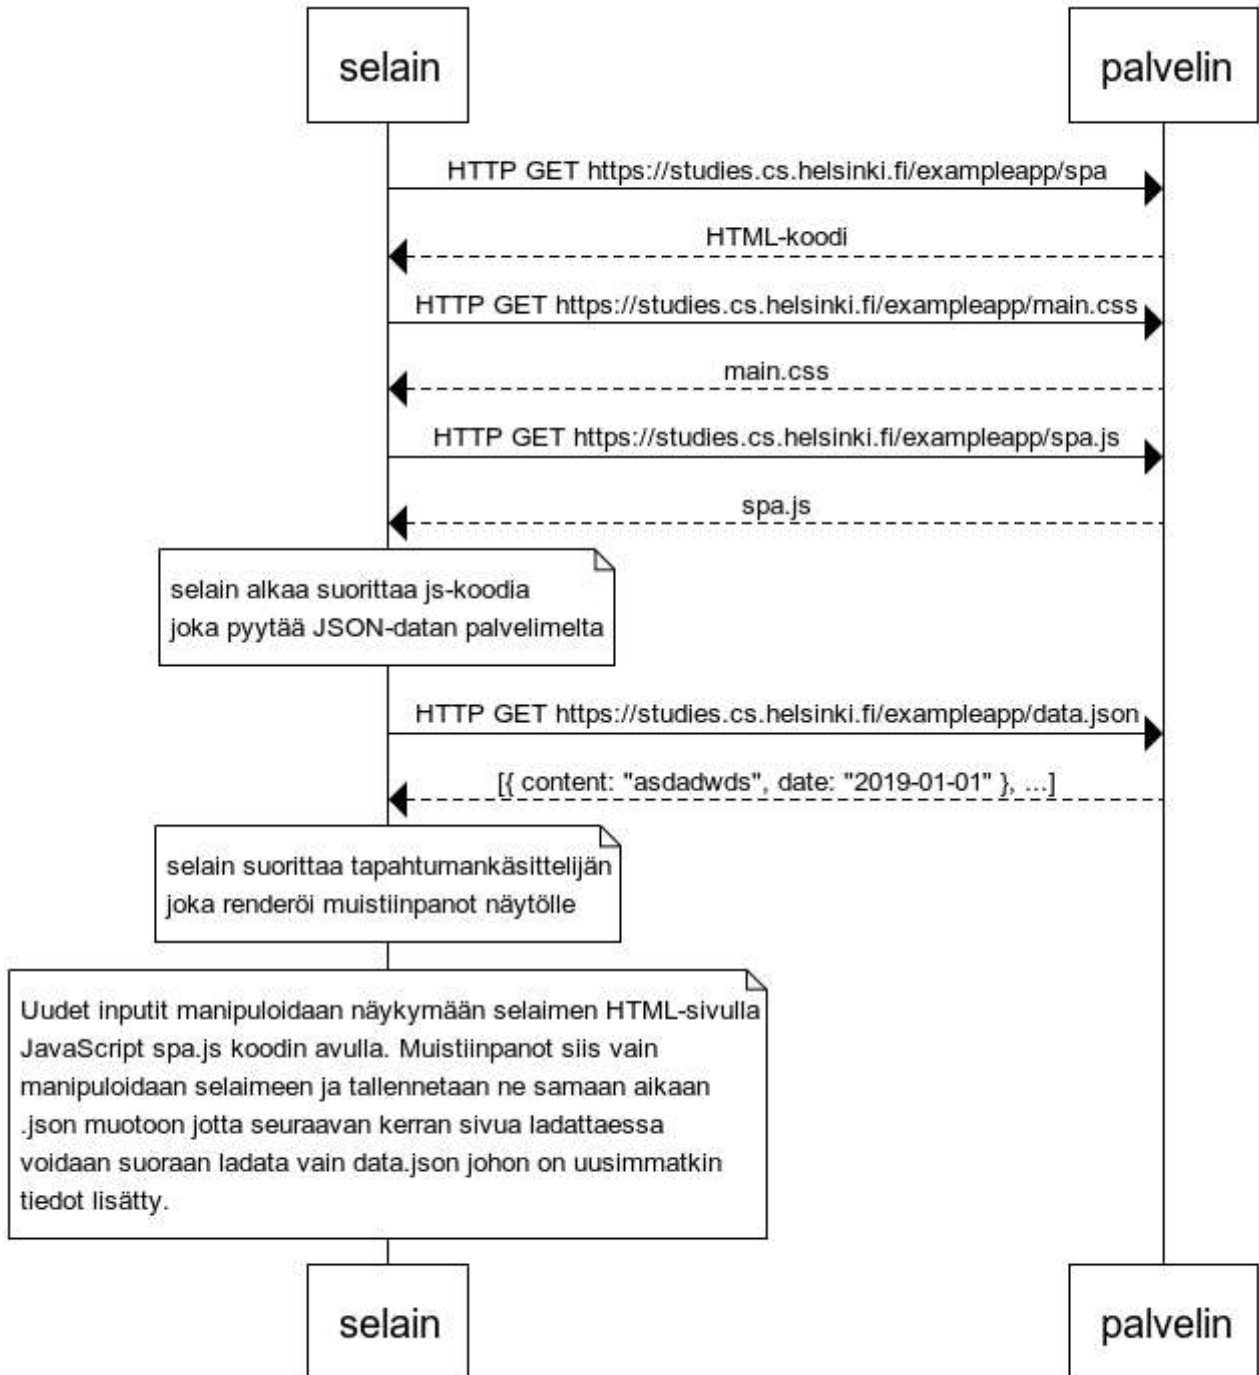 selain
palvelin
HTTP GET https://studies.cs.helsinki.fi/exampleapp/spa
HTML-koodi
HTTP GET https://studies.cs.helsinki.fi/exampleapp/main.css
main.css
HTTP GET https://studies.cs.helsinki.fi/exampleapp/spa.js
spa.js
selain alkaa suorittaa js-koodia
joka pyytää JSON-datan palvelimelta
HTTP GET https://studies.cs.helsinki.fi/exampleapp/data.json
[{ content: "asdadwds", date: "2019-01-01" }, ...]
selain suorittaa tapahtumankäsittelijän
joka renderöi muistiinpanot näytölle
Uudet inputit manipuloidaan näykymään selaimen HTML-sivulla
JavaScript spa.js koodin avulla. Muistiinpanot siis vain
manipuloidaan selaimeen ja tallennetaan ne samaan aikaan
.json muotoon jotta seuraavan kerran sivua ladattaessa
voidaan suoraan ladata vain data.json johon on uusimmatkin
tiedot lisätty.
selain
palvelin